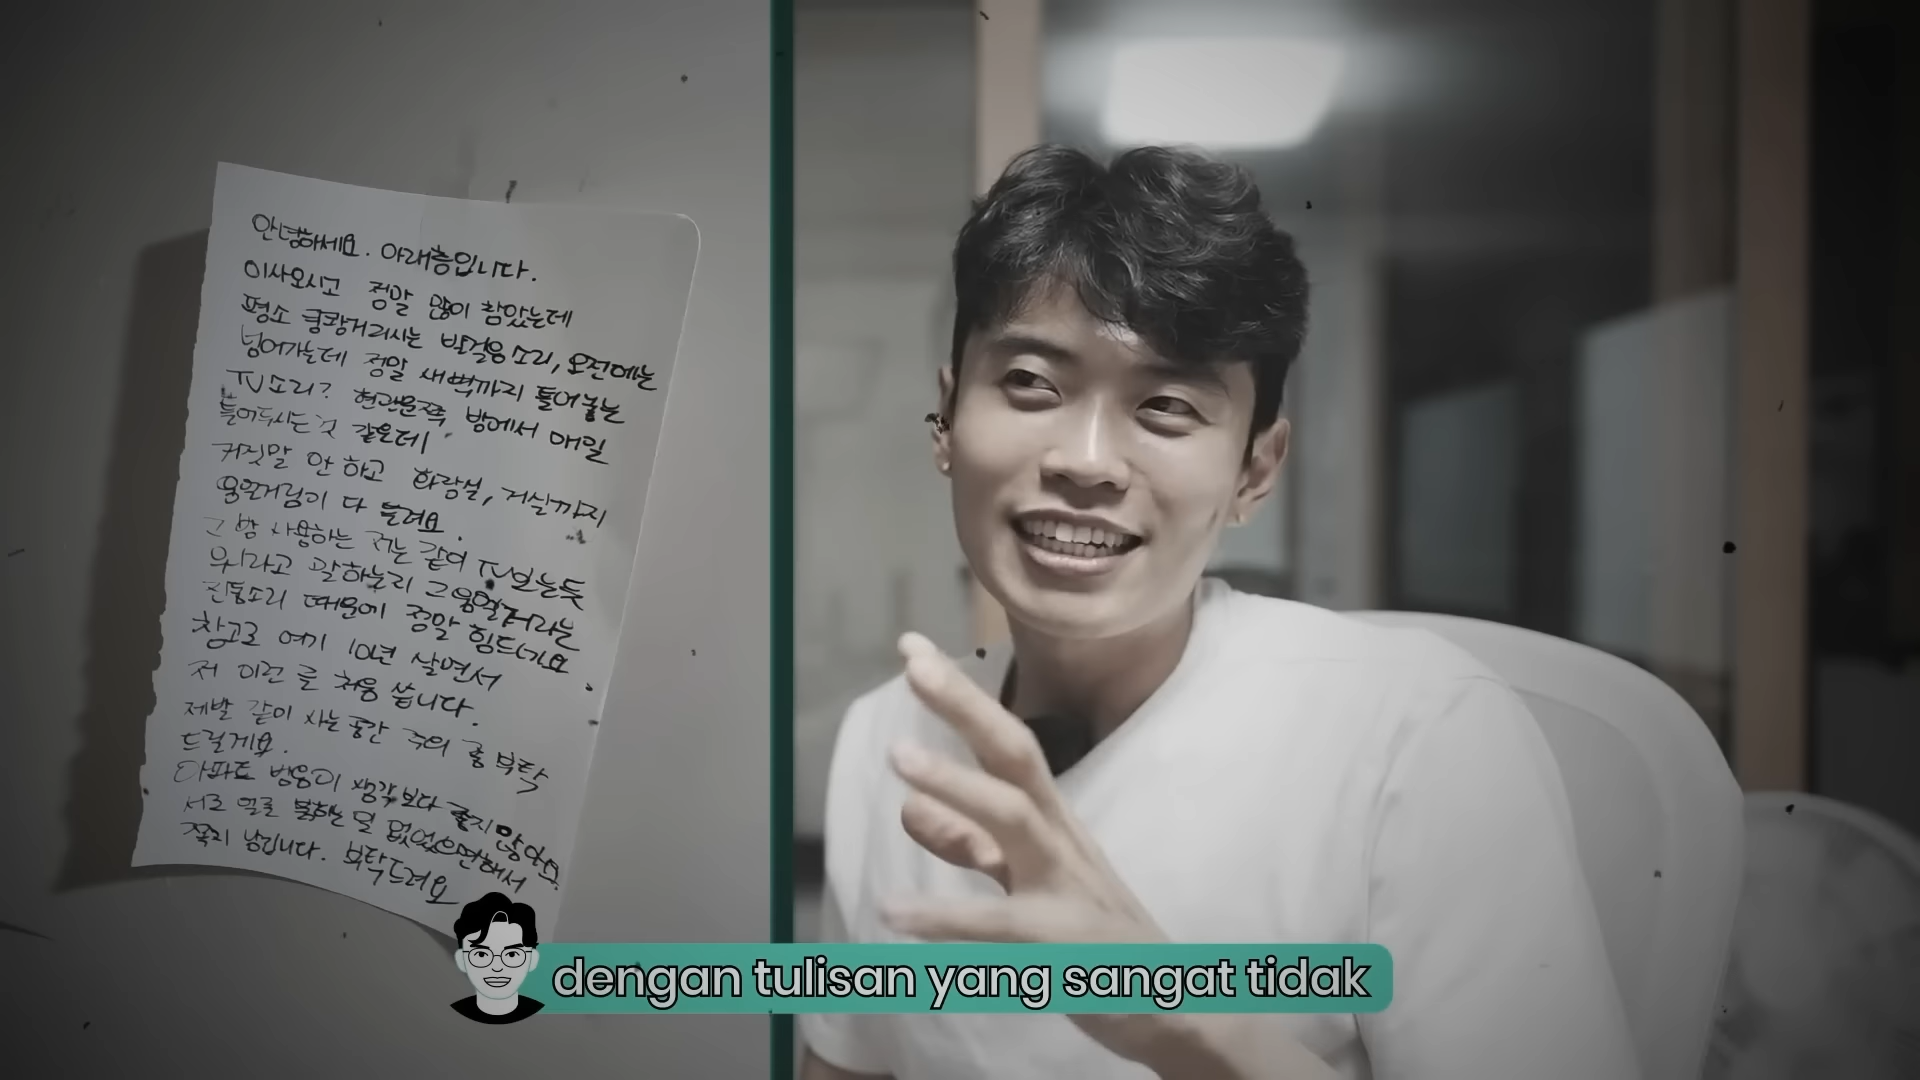 안녕하세요. 아래층입니다.
이사오시고 정말 많이 참았는데
평소 쿵쾅거리시는 발걸음소리, 오전에는
넘어가는데 정말 새벽까지 틀어놓는
TV소리? 현관문쪽 방에서 매일
틀어두시는 것 같은데
거짓말 안 하고 화장실, 거실까지
웅얼거림이 다 들려요.
그 방 사용하는 저는 같이 TV보는듯
뭐라고 말하는지 그 웅얼거리는
진동소리 때문에 정말 힘드네요.
참고로 여기 10년 살면서
저 이런 글 처음 씁니다.
제발 같이 사는 공간 주의 좀 부탁
드릴게요.
아파트 방음이 생각보다 좋지 않아요.
서로 얼굴 붉히는 일 없었으면해서
쪽지 남깁니다. 부탁드려요
dengan tulisan yang sangat tidak